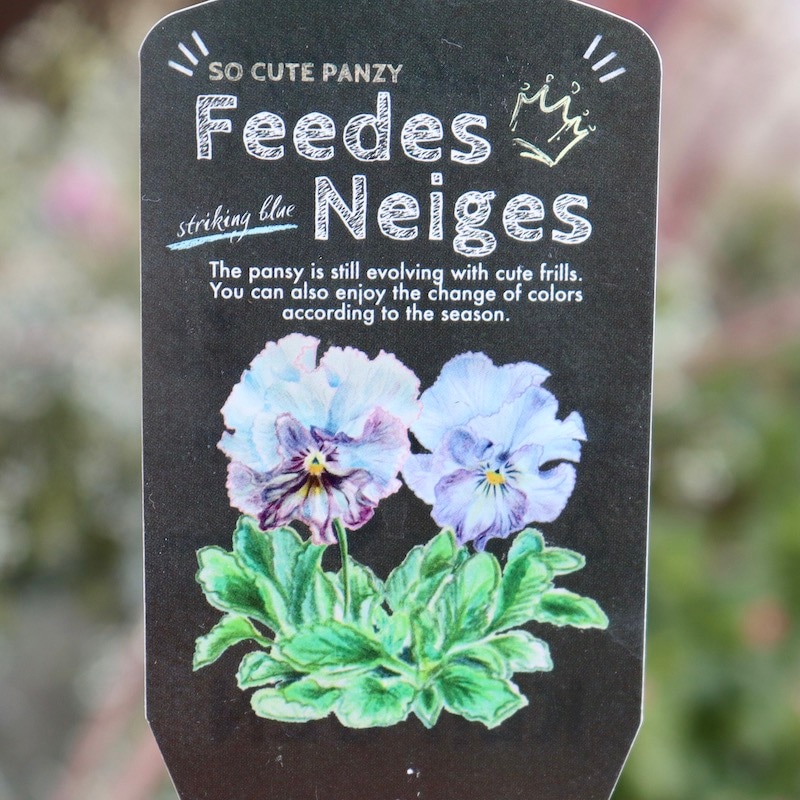 SO CUTE PANZY
Feedes
striking blue Neiges
The pansy is still evolving with cute frills.
You can also enjoy the change of colors
according to the season.